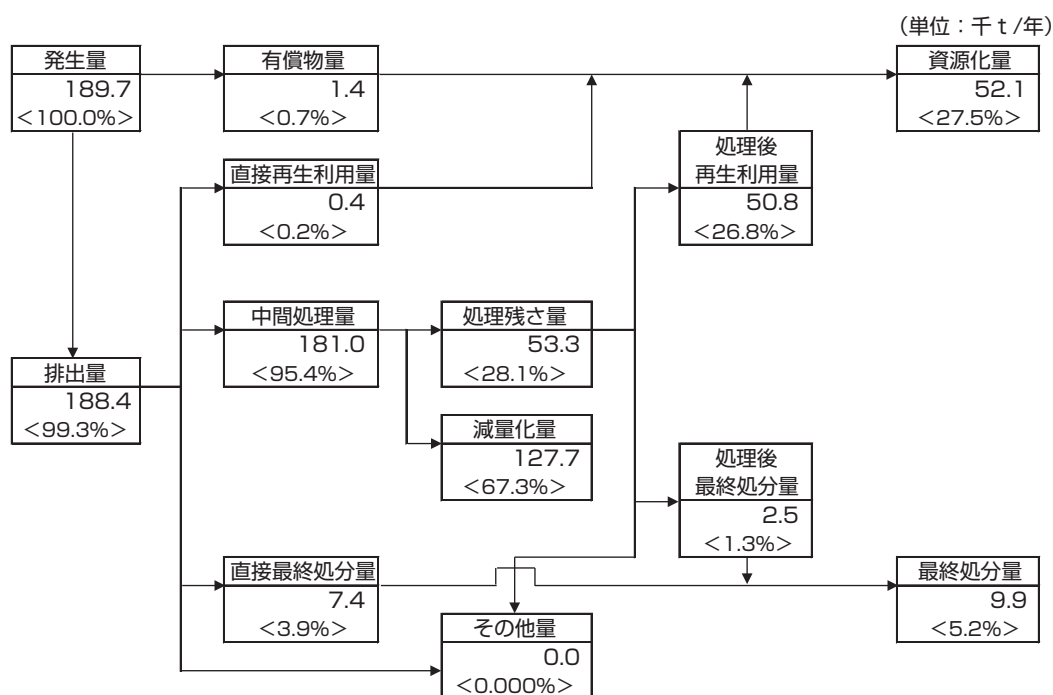 （単位：千ｔ/年）
発生量
189.7
<100.0%>
有償物量
1.4
<0.7%>
資源化量
52.1
<27.5%>
直接再生利用量
0.4
<0.2%>
処理後
再生利用量
50.8
<26.8%>
中間処理量
181.0
<95.4%>
処理残さ量
53.3
<28.1%>
排出量
188.4
<99.3%>
減量化量
127.7
<67.3%>
処理後
最終処分量
2.5
<1.3%>
直接最終処分量
7.4
<3.9%>
最終処分量
9.9
<5.2%>
その他量
0.0
<0.000%>